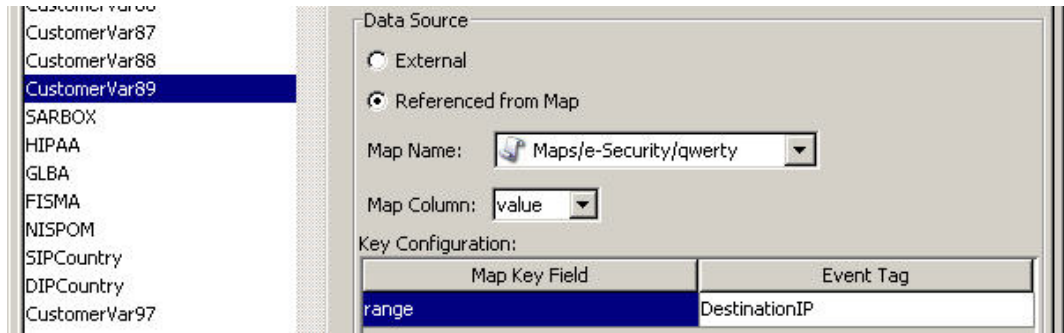 CustomerVar87
CustomerVar88
CustomerVar89
SARBOX
HIPAA
GLBA
FISMA
NISPOM
SIPCountry
DIPCountry
CustomerVar97
Data Source
External
Referenced from Map
Map Name: Maps/e-Security/qwerty
Map Column: value
Key Configuration:
Map Key Field Event Tag
range DestinationIP